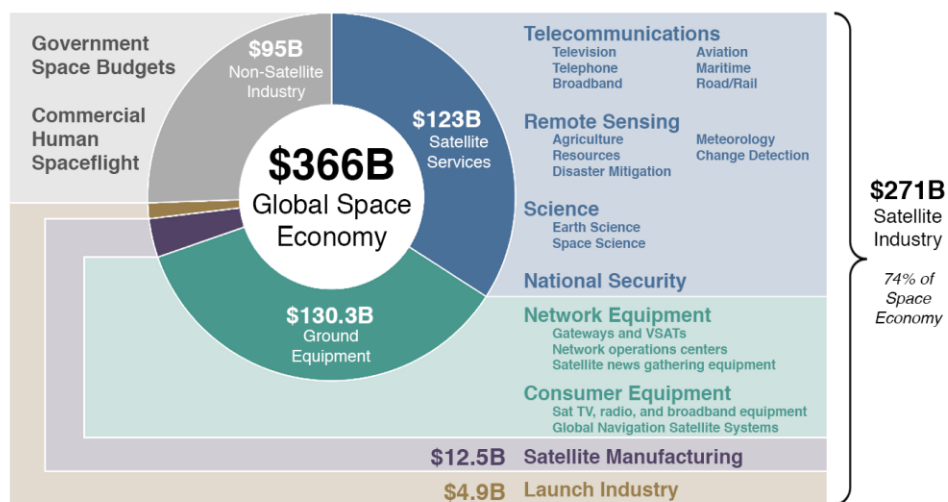 Government
Space Budgets
Commercial
Human
Spaceflight
$95B
Non-Satellite
Industry
$366B
Global Space
Economy
$123B
Satellite
Services
$130.3B
Ground
Equipment
Telecommunications
Television Aviation
Telephone Maritime
Broadband Road/Rail
Remote Sensing
Agriculture Meteorology
Resources Change Detection
Disaster Mitigation
Science
Earth Science
Space Science
National Security
Network Equipment
Gateways and VSATs
Network operations centers
Satellite news gathering equipment
Consumer Equipment
Sat TV, radio, and broadband equipment
Global Navigation Satellite Systems
$12.5B Satellite Manufacturing
$4.9B Launch Industry
$271B
Satellite
Industry
74% of
Space
Economy